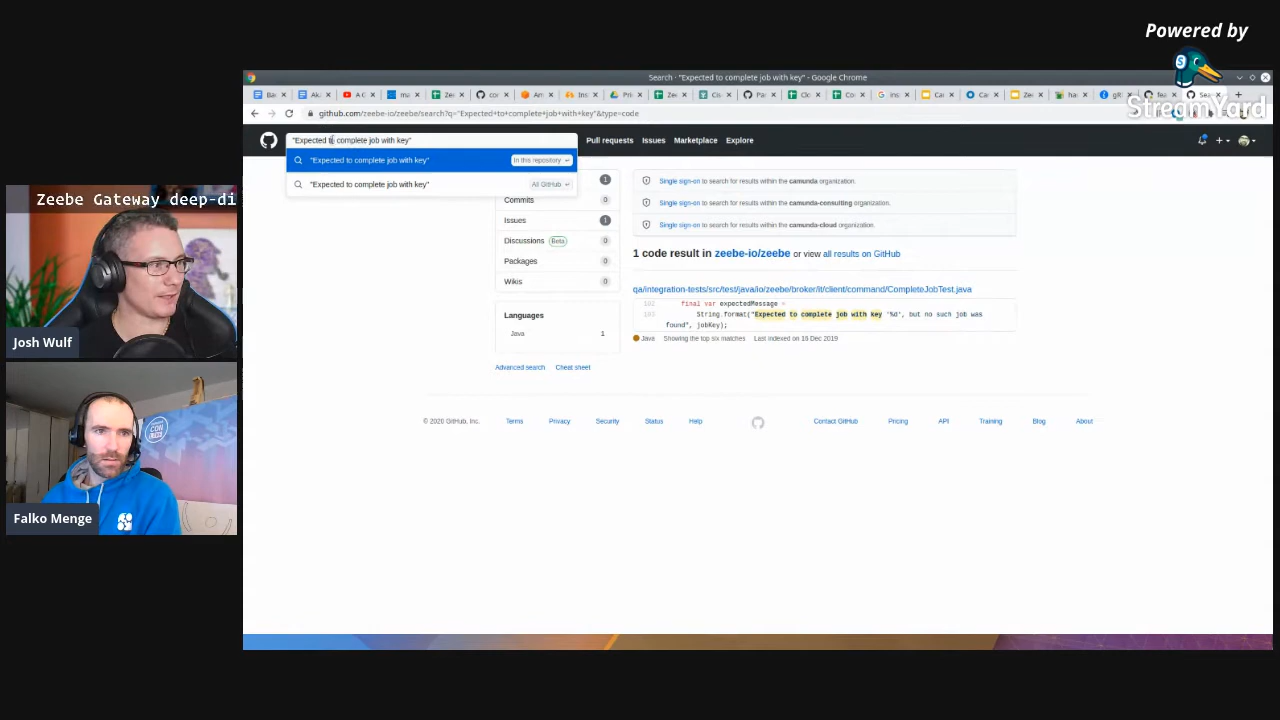 Powered by
StreamYard
Zeebe Gateway deep-di
Josh Wulf
Falko Menge
Search · "Expected to complete job with key" - Google Chrome
github.com/zeebe-io/zeebe/search?q="Expected+to+complete+job+with+key"&type=code
"Expected to complete job with key"
Pull requests
Issues
Marketplace
Explore
"Expected to complete job with key"
In this repository ↵
"Expected to complete job with key"
All GitHub ↵
1
Commits
0
Issues
1
Discussions
Beta
0
Packages
0
Wikis
0
Languages
Java
1
Advanced search
Cheat sheet
Single sign-on to search for results within the camunda organization.
Single sign-on to search for results within the camunda-consulting organization.
Single sign-on to search for results within the camunda-cloud organization.
1 code result in zeebe-io/zeebe or view all results on GitHub
qa/integration-tests/src/test/java/io/zeebe/broker/it/client/command/CompleteJobTest.java
102 final var expectedMessage =
103 String.format("Expected to complete job with key '%d', but no such job was
found", jobKey);
Java
Showing the top six matches
Last indexed on 19 Dec 2019
© 2020 GitHub, Inc.
Terms
Privacy
Security
Status
Help
Contact GitHub
Pricing
API
Training
Blog
About